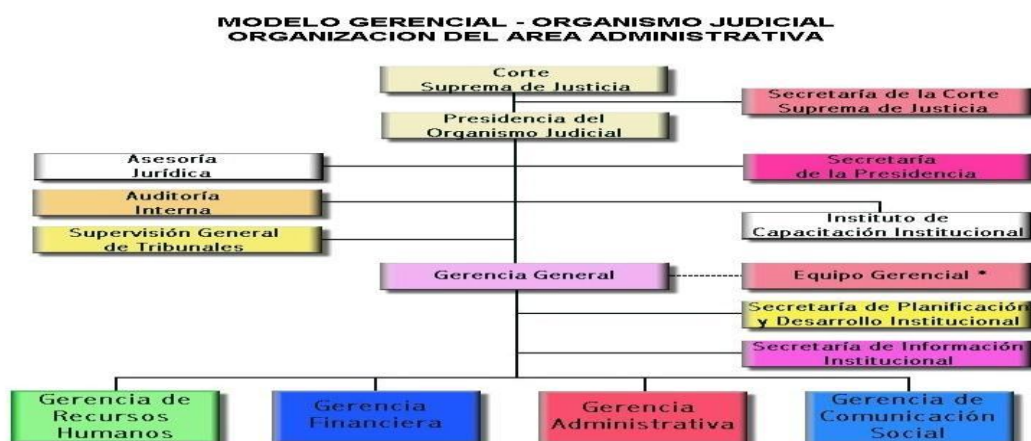 MODELO GERENCIAL - ORGANISMO JUDICIAL
ORGANIZACION DEL AREA ADMINISTRATIVA
Corte
Suprema de Justicia
Secretaría de la Corte
Suprema de Justicia
Presidencia del
Organismo Judicial
Asesoría
Jurídica
Secretaría
de la Presidencia
Auditoría
Interna
Instituto de
Capacitación Institucional
Supervisión General
de Tribunales
Gerencia General
Equipo Gerencial *
Secretaría de Planificación
y Desarrollo Institucional
Secretaría de Información
Institucional
Gerencia de
Recursos
Humanos
Gerencia
Financiera
Gerencia
Administrativa
Gerencia de
Comunicación
Social